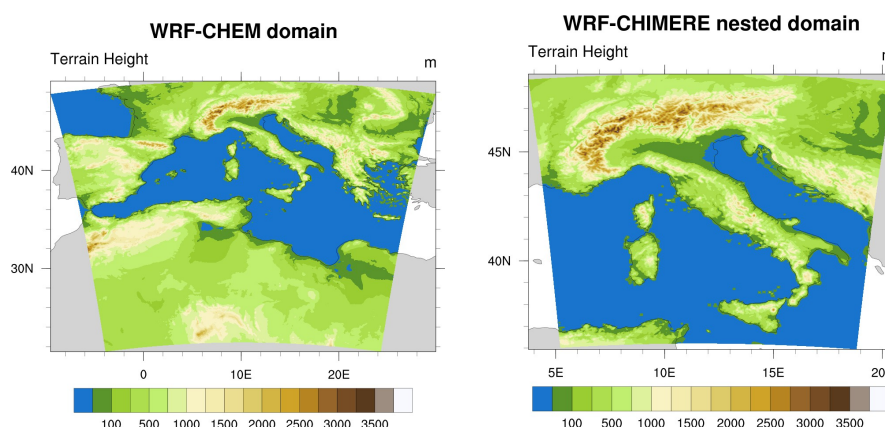 WRF-CHEM domain
Terrain Height m
40N
30N
0 10E 20E
100 500 1000 1500 2000 2500 3000 3500
WRF-CHIMERE nested domain
Terrain Height
45N
40N
5E 10E 15E
100 500 1000 1500 2000 2500 3000 3500